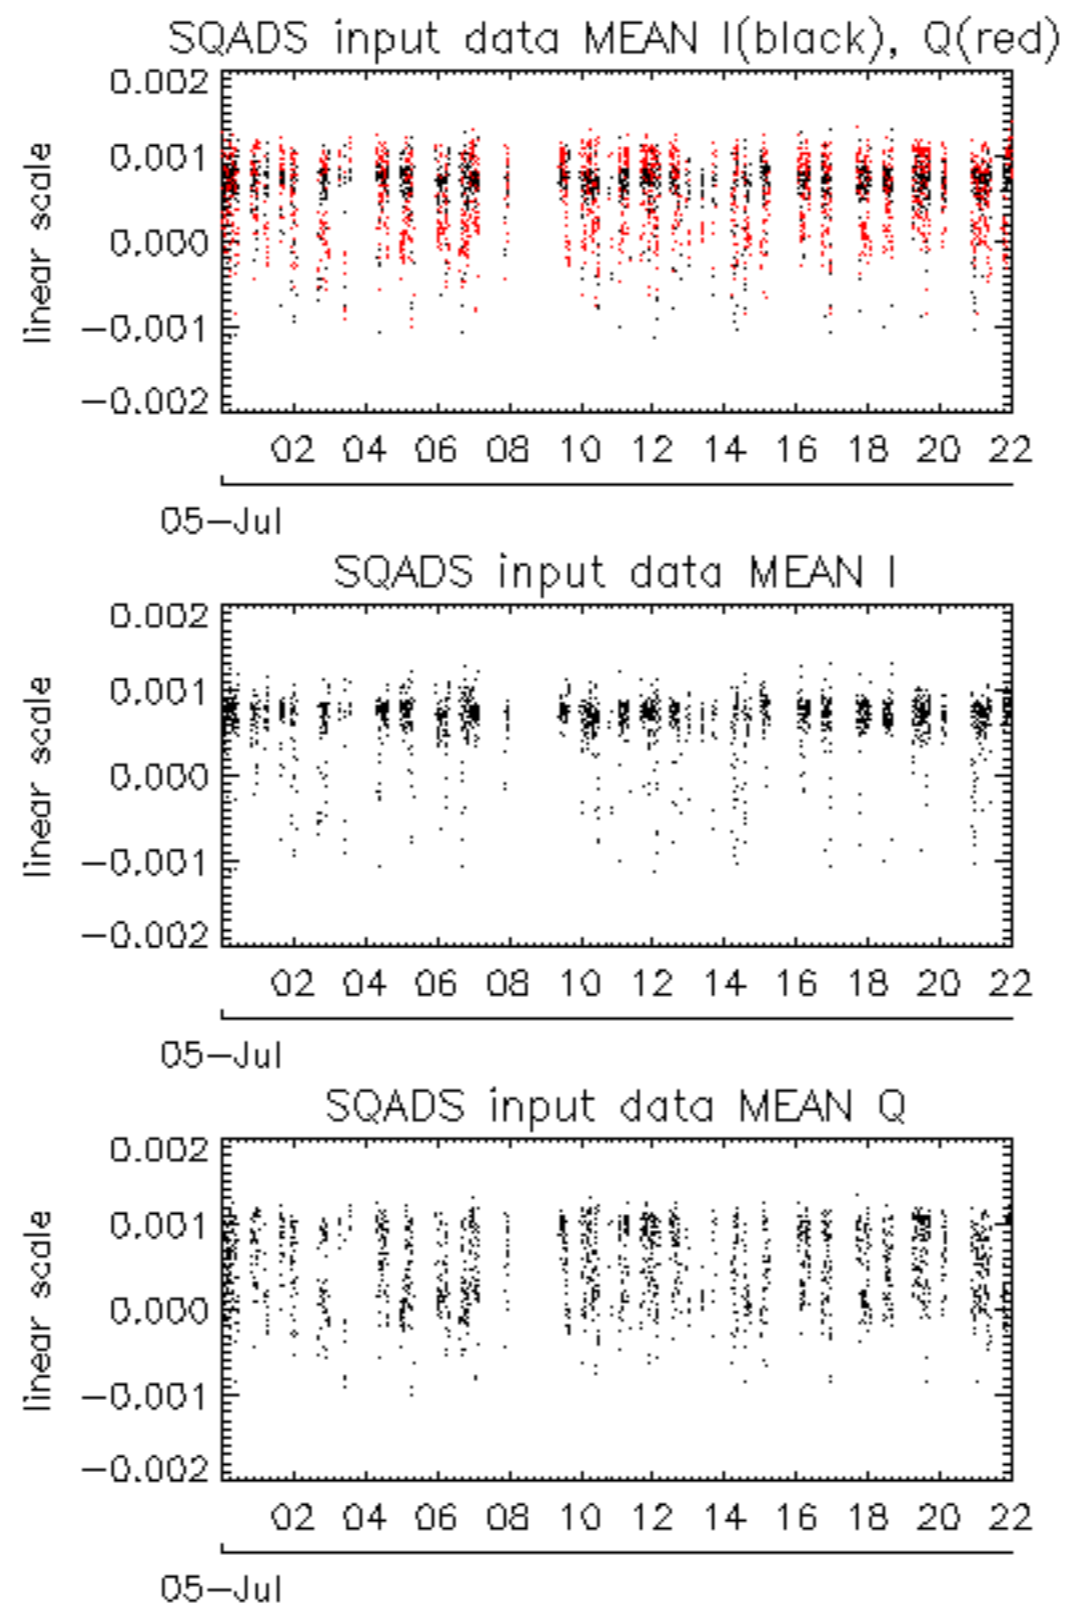 SQADS input data MEAN I(black), Q(red)
0.002
0.001
0.000
−0.001
−0.002
linear scale
02 04 06 08 10 12 14 16 18 20 22
05−Jul
SQADS input data MEAN I
0.002
0.001
0.000
−0.001
−0.002
linear scale
02 04 06 08 10 12 14 16 18 20 22
05−Jul
SQADS input data MEAN Q
0.002
0.001
0.000
−0.001
−0.002
linear scale
02 04 06 08 10 12 14 16 18 20 22
05−Jul